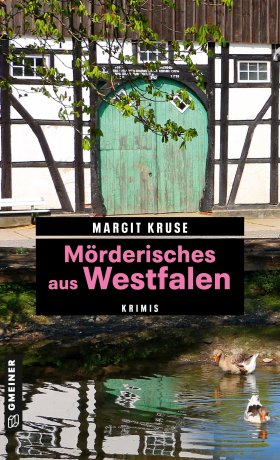 MARGIT KRUSE
Mörderisches
aus Westfalen
KRIMIS
GMEINER